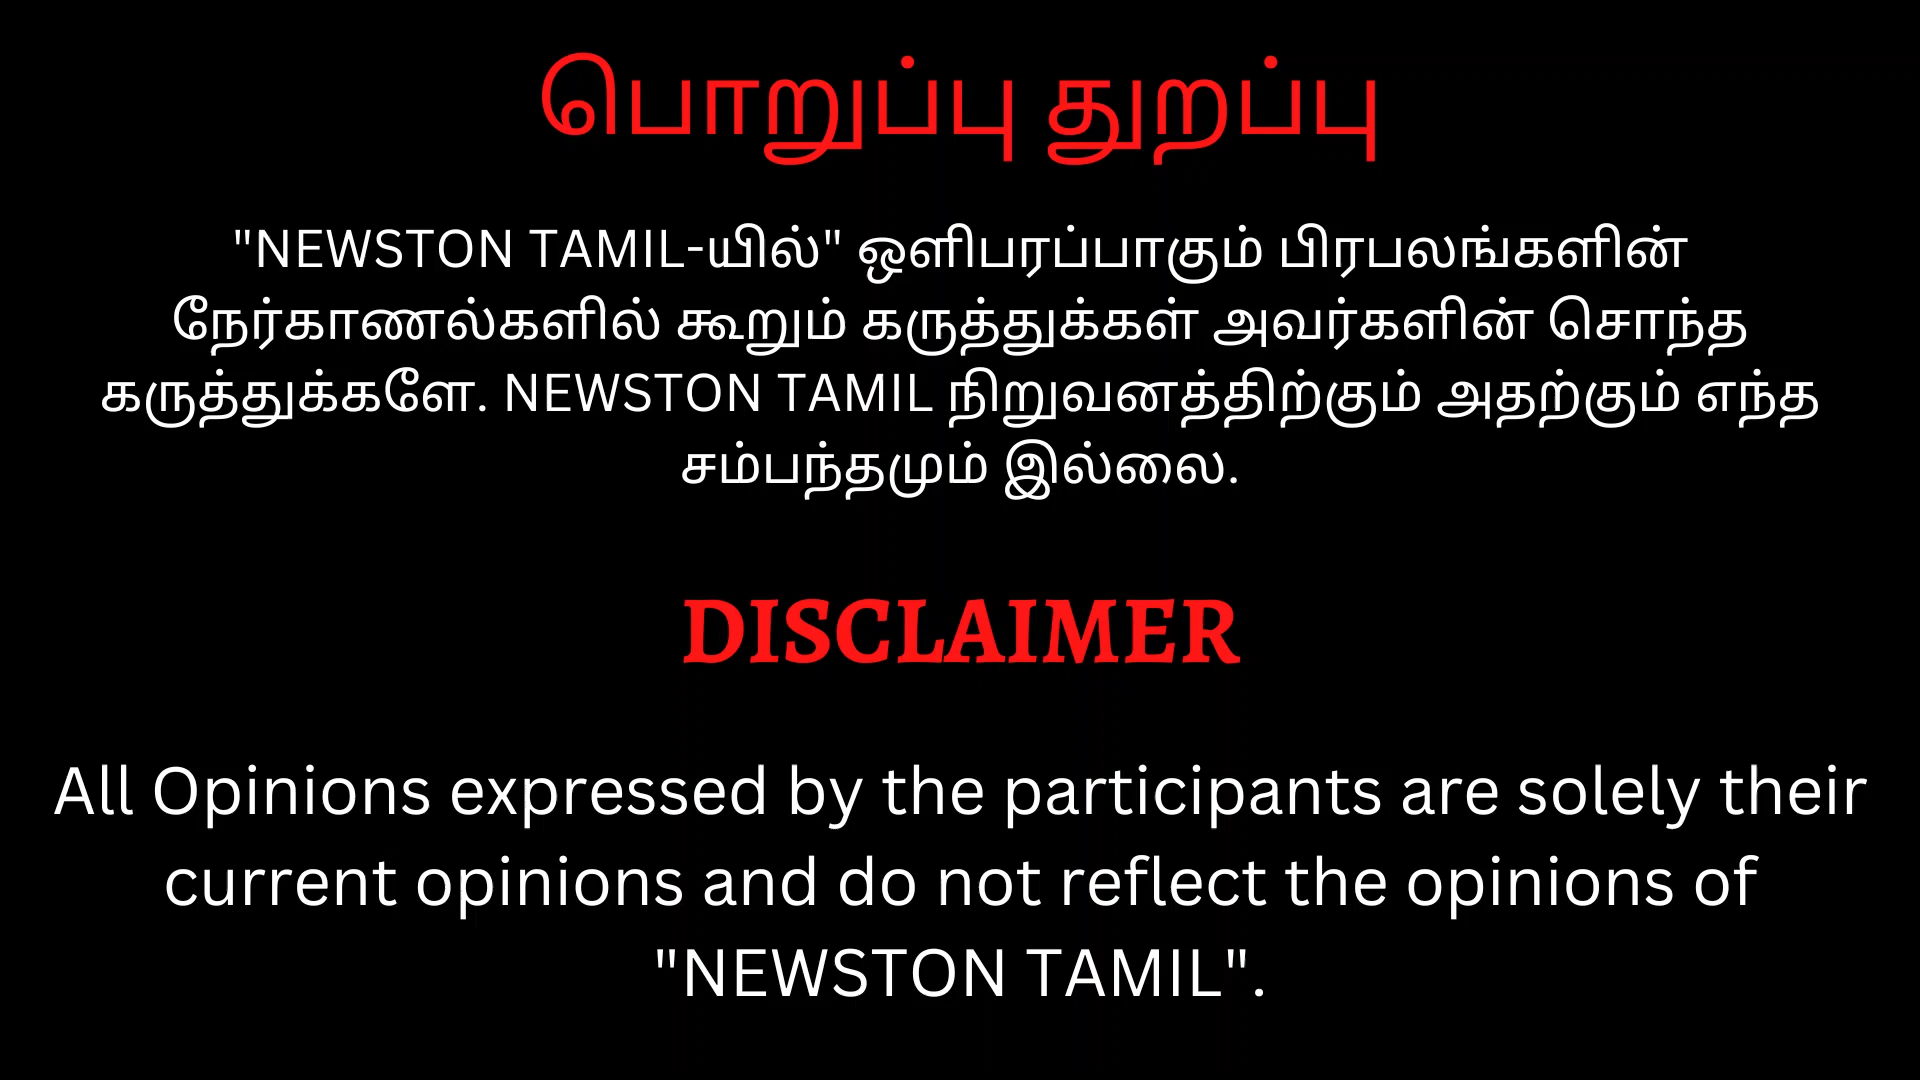 பொறுப்பு துறப்பு
"NEWSTON TAMIL-யில்" ஒளிபரப்பாகும் பிரபலங்களின்
நேர்காணல்களில் கூறும் கருத்துக்கள் அவர்களின் சொந்த
கருத்துக்களே. NEWSTON TAMIL நிறுவனத்திற்கும் அதற்கும் எந்த
சம்பந்தமும் இல்லை.
DISCLAIMER
All Opinions expressed by the participants are solely their
current opinions and do not reflect the opinions of
"NEWSTON TAMIL".